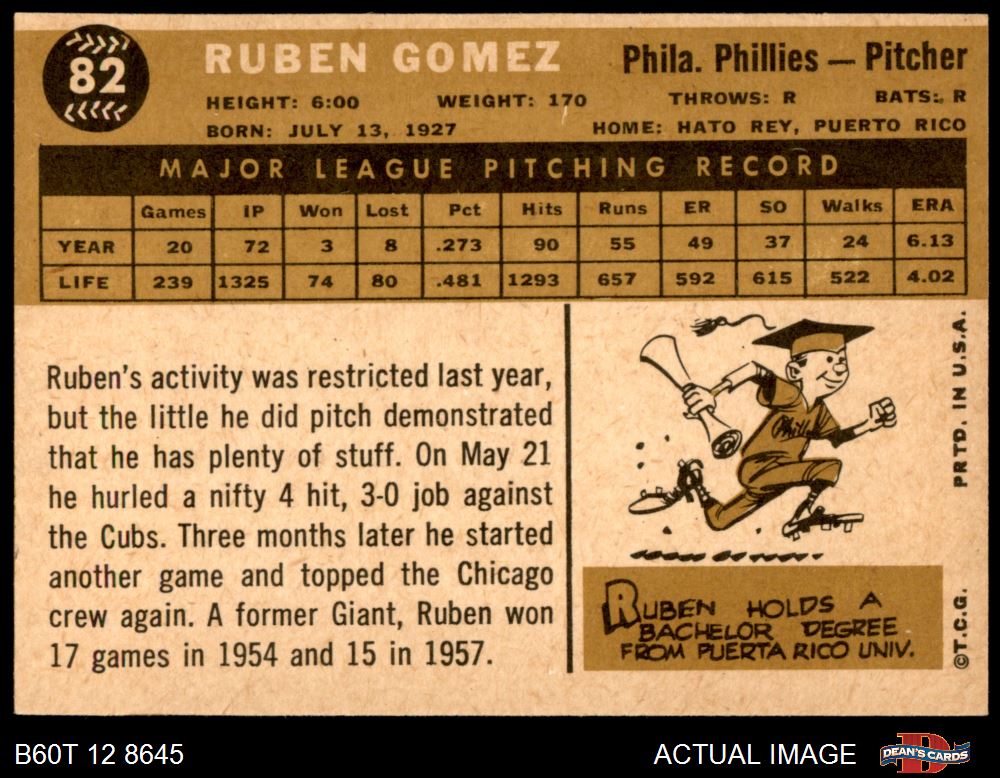 82
RUBEN GOMEZ
Phila. Phillies — Pitcher
HEIGHT: 6:00 WEIGHT: 170 THROWS: R BATS: R
BORN: JULY 13, 1927 HOME: HATO REY, PUERTO RICO
MAJOR LEAGUE PITCHING RECORD
Games IP Won Lost Pct Hits Runs ER SO Walks ERA
YEAR 20 72 3 8 .273 90 55 49 37 24 6.13
LIFE 239 1325 74 80 .481 1293 657 592 615 522 4.02
Ruben's activity was restricted last year,
but the little he did pitch demonstrated
that he has plenty of stuff. On May 21
he hurled a nifty 4 hit, 3-0 job against
the Cubs. Three months later he started
another game and topped the Chicago
crew again. A former Giant, Ruben won
17 games in 1954 and 15 in 1957.
Phills
RUBEN HOLDS A
BACHELOR DEGREE
FROM PUERTA RICO UNIV.
PRTD. IN U.S.A.
©T.C.G.
B60T 12 8645
ACTUAL IMAGE
D
DEAN'S CARDS